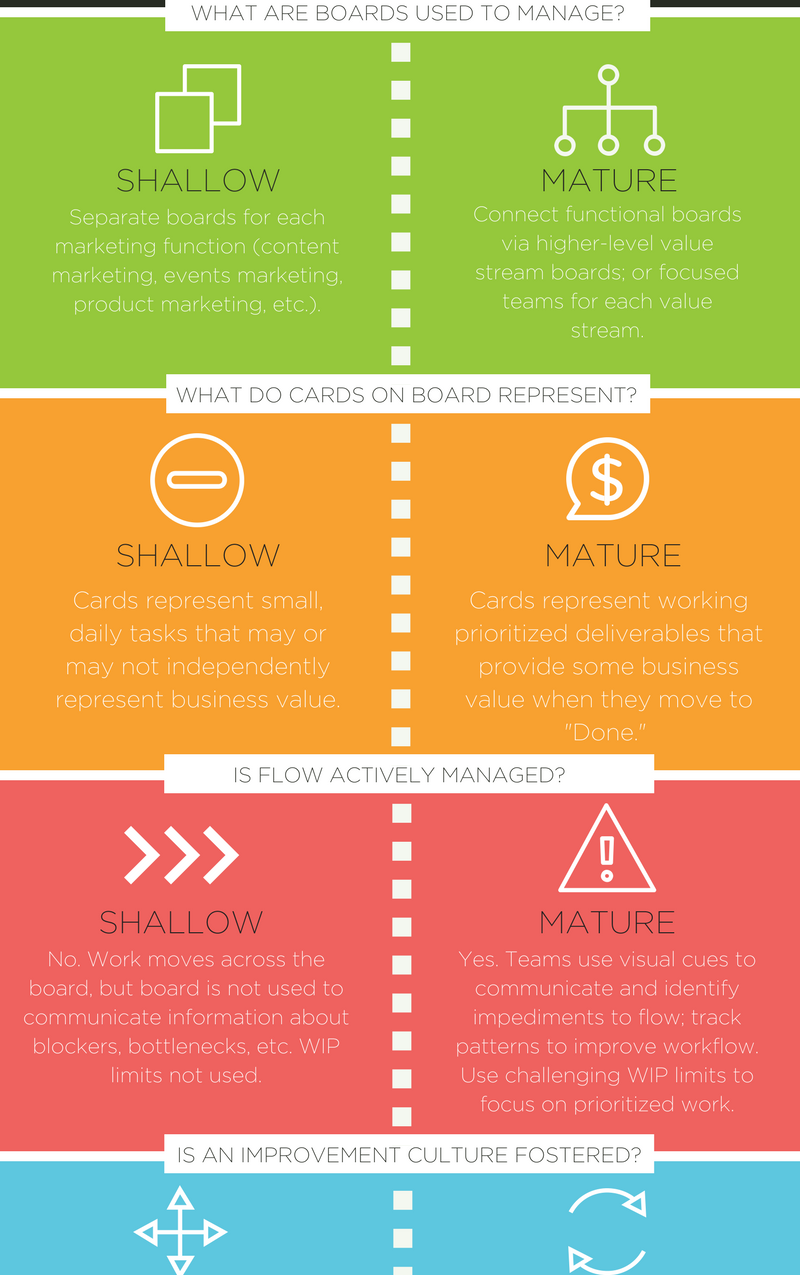 WHAT ARE BOARDS USED TO MANAGE?
SHALLOW
Separate boards for each
marketing function (content
marketing, events marketing,
product marketing, etc.).
MATURE
Connect functional boards
via higher-level value
stream boards; or focused
teams for each value
stream.
WHAT DO CARDS ON BOARD REPRESENT?
SHALLOW
Cards represent small,
daily tasks that may or
may not independently
represent business value.
MATURE
Cards represent working
prioritized deliverables that
provide some business
value when they move to
"Done."
IS FLOW ACTIVELY MANAGED?
SHALLOW
No. Work moves across the
board, but board is not used to
communicate information about
blockers, bottlenecks, etc. WIP
limits not used.
MATURE
Yes. Teams use visual cues to
communicate and identify
impediments to flow; track
patterns to improve workflow.
Use challenging WIP limits to
focus on prioritized work.
IS AN IMPROVEMENT CULTURE FOSTERED?